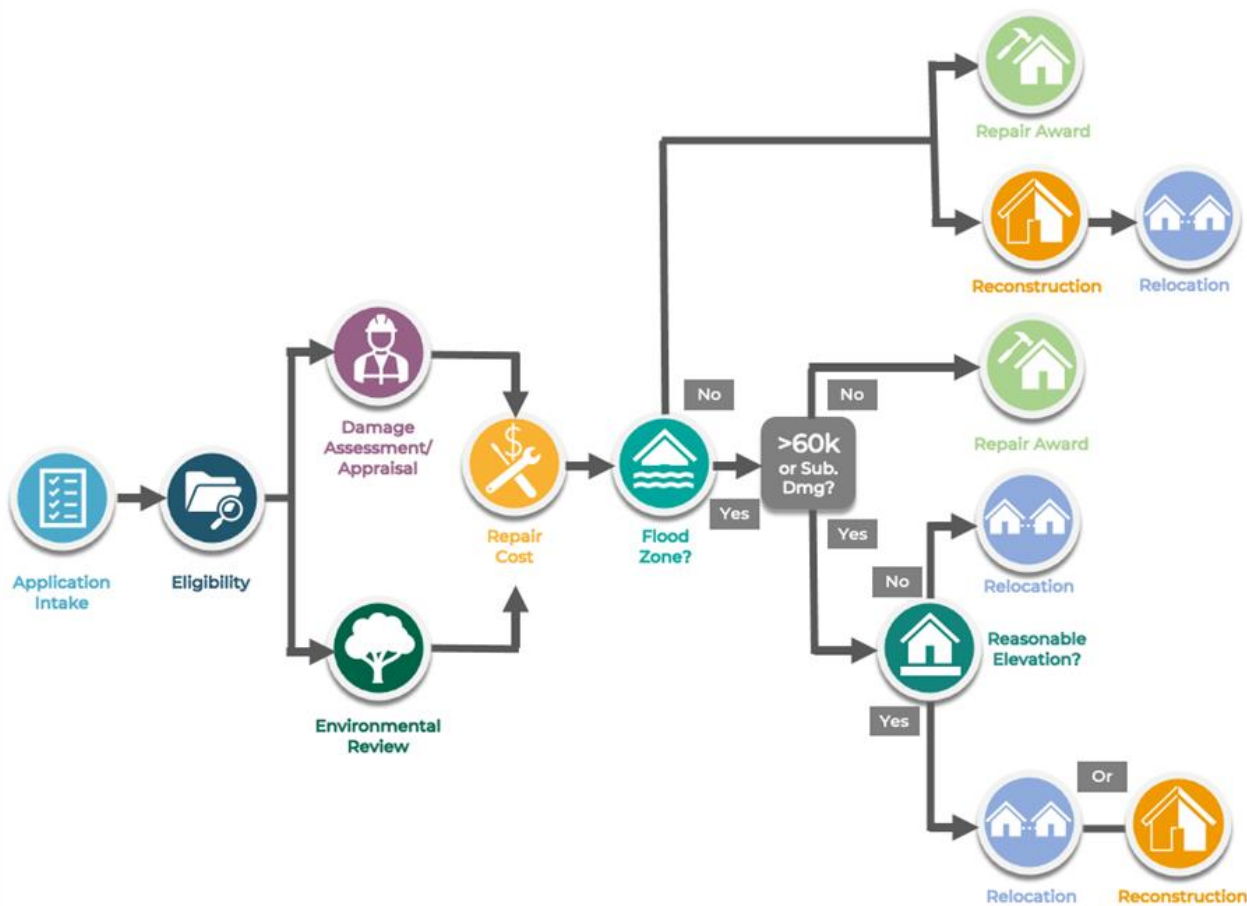 Repair Award
Reconstruction
Relocation
Damage
Assessment/
Appraisal
No
No
Repair Award
>60k
or Sub.
Dmg?
$
Yes
Repair
Cost
Flood
Zone?
Yes
Application
Intake
Eligibility
No
Relocation
Reasonable
Elevation?
Environmental
Review
Yes
Or
Relocation
Reconstruction